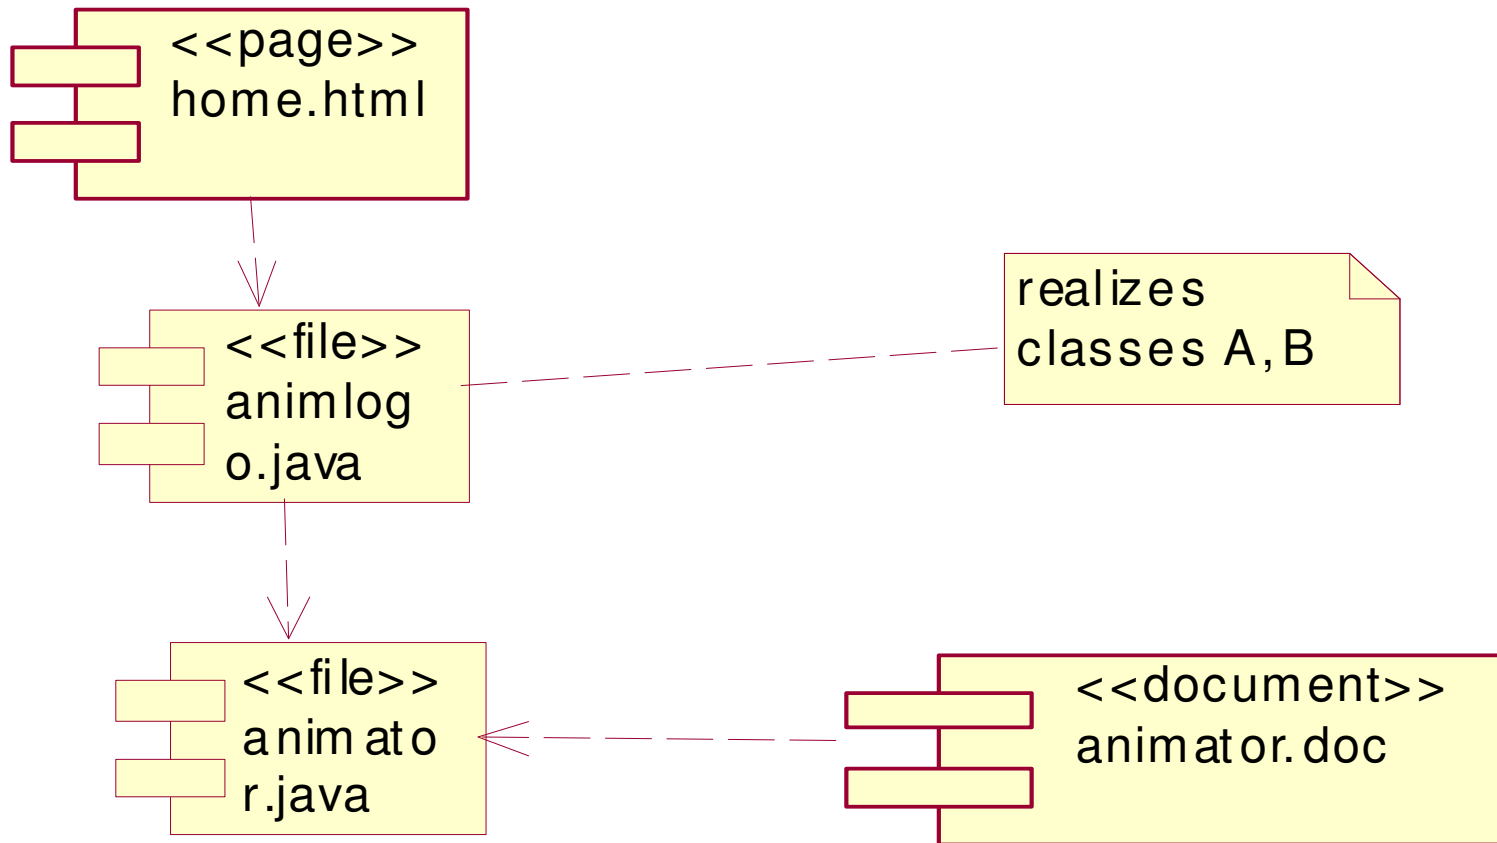 <<page>>
home.html
<<file>>
animlog
o.java
realizes
classes A,B
<<file>>
animato
r.java
<<document>>
animator.doc